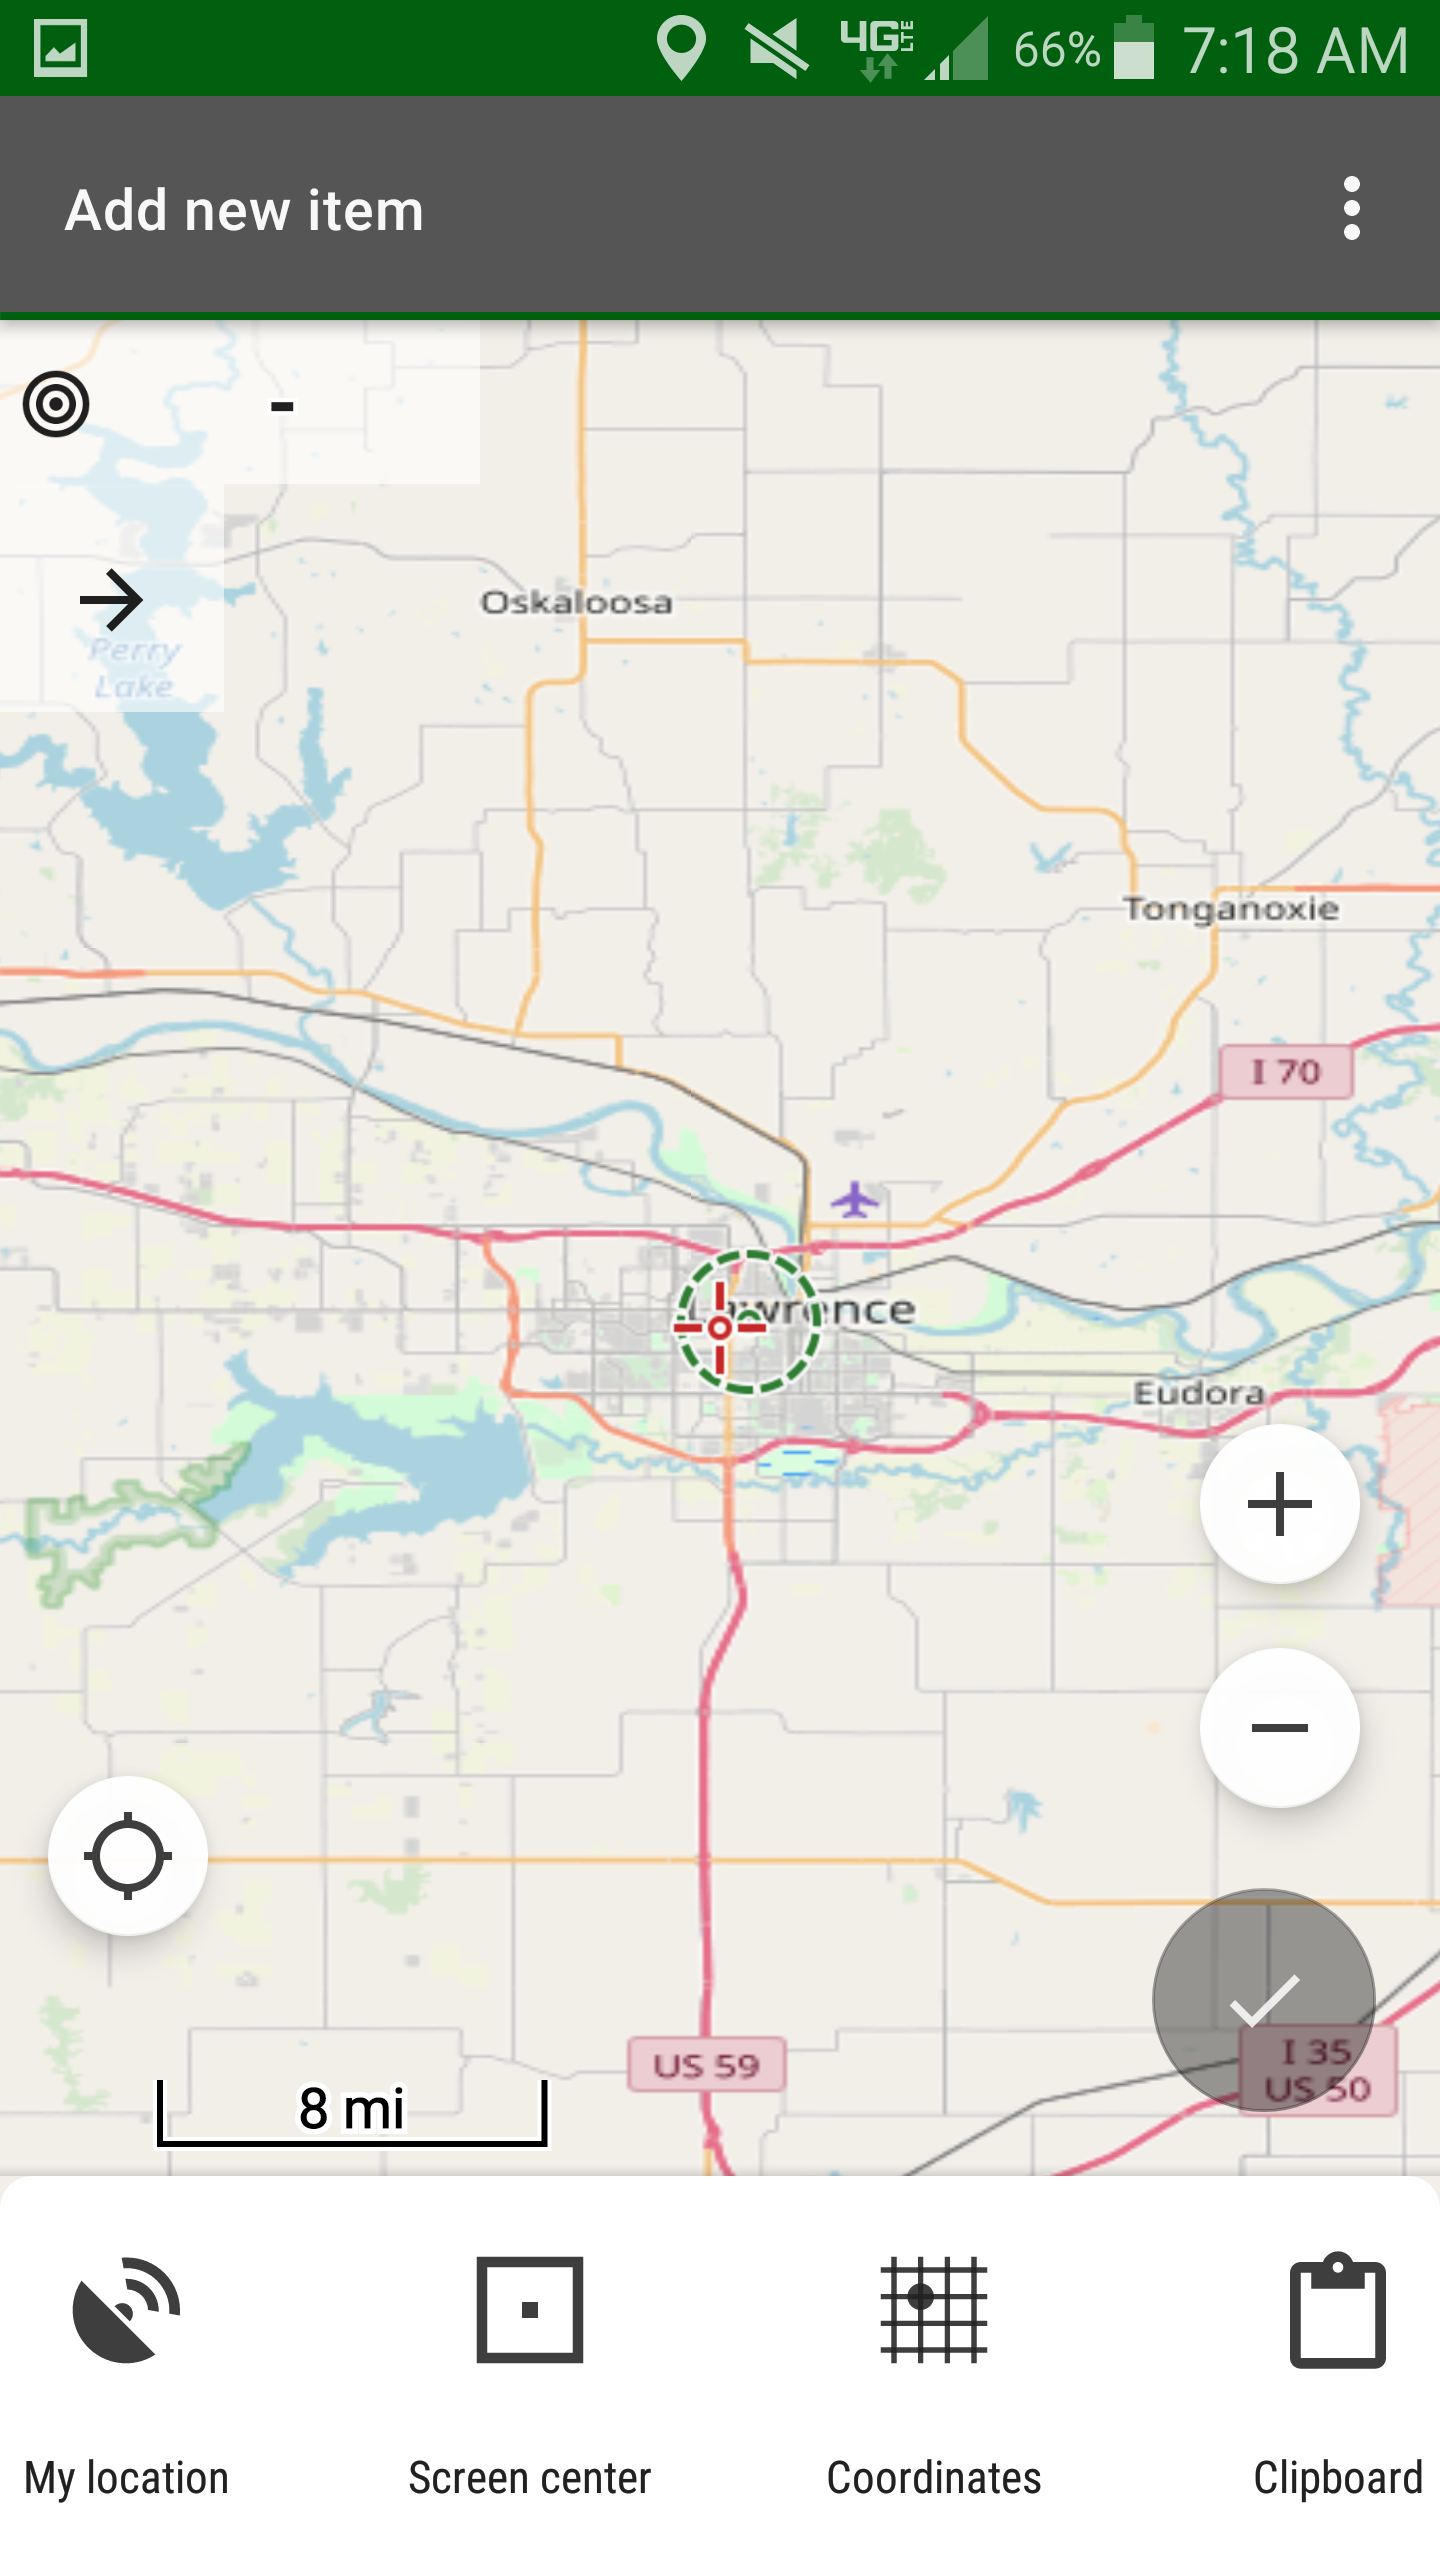 4G LTE 66% 7:18 AM
Add new item
-
Oskaloosa
Perry
Lake
Tonganoxie
I 70
Lawrence
Eudora
I 35
US 50
US 59
8 mi
My location Screen center Coordinates Clipboard